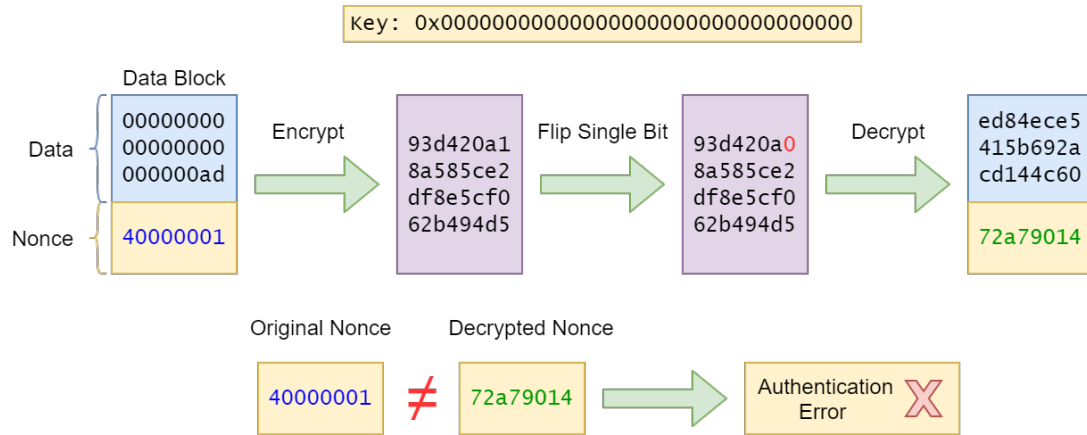 Key: 0x00000000000000000000000000000000
Data Block
Data
00000000
00000000
000000ad
Nonce
40000001
Encrypt
93d420a1
8a585ce2
df8e5cf0
62b494d5
Flip Single Bit
93d420a0
8a585ce2
df8e5cf0
62b494d5
Decrypt
ed84ece5
415b692a
cd144c60
72a79014
Original Nonce
40000001
≠
Decrypted Nonce
72a79014
Authentication
Error
X